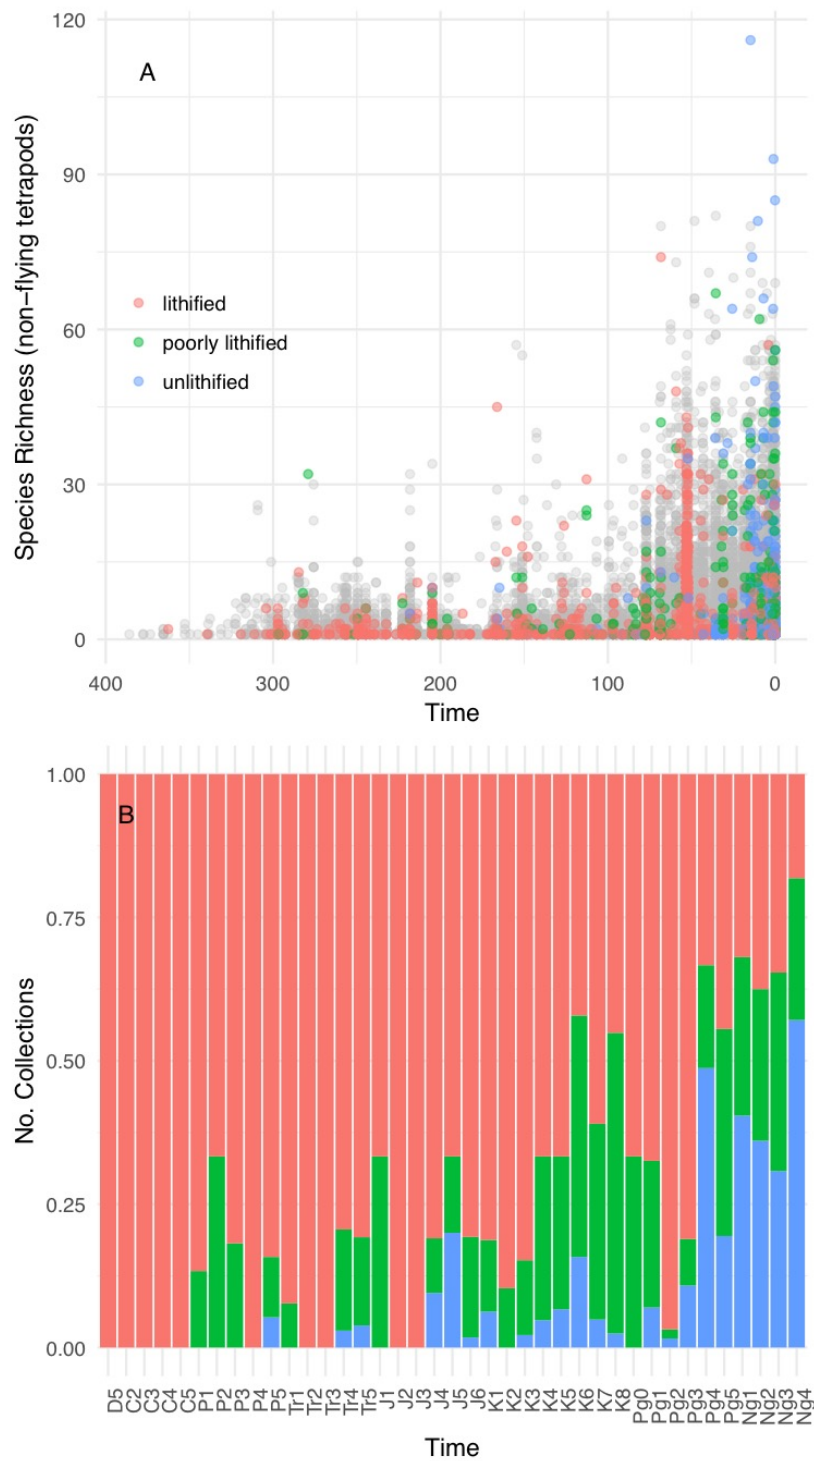 120
A
90
lithified
60
poorly lithified
unlithified
30
0
Species Richness (non−flying tetrapods)
400 300 200 100 0
Time
1.00
B
0.75
0.50
0.25
0.00
No. Collections
D5 C2 C3 C4 C5 P1 P2 P3 P4 P5 Tr1 Tr2 Tr3 Tr4 Tr5 J1 J2 J3 J4 J5 J6 K1 K2 K3 K4 K5 K6 K7 K8 Pg0 Pg1 Pg2 Pg3 Pg4 Pg5 Ng1 Ng2 Ng3 Ng4
Time